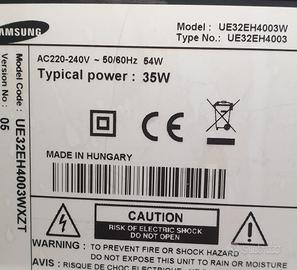 SAMSUNG
Model No.: UE32EH4003W
Type No.: UE32EH4003
AC220-240V ~ 50/60Hz 54W
Typical power : 35W
Model Code : UE32EH4003WXZT
Version No : 05
CE
MADE IN HUNGARY
CAUTION
RISK OF ELECTRIC SHOCK
DO NOT OPEN
WARNING : TO PREVENT FIRE OR SHOCK HAZARD
DO NOT EXPOSE THIS UNIT TO RAIN OR MOISTURE
AVIS : RISQUE DE CHOC